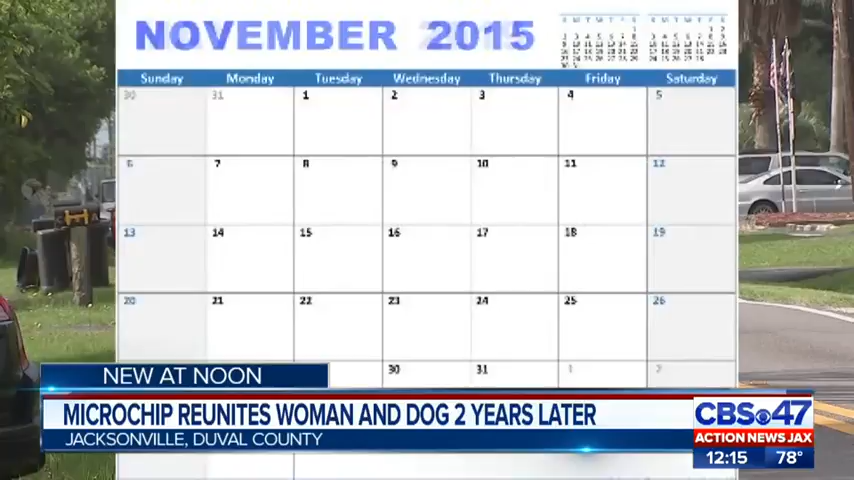 NOVEMBER 2015
Sunday Monday Tuesday Wednesday Thursday Friday Saturday
30 31 1 2 3 4 5
6 7 8 9 10 11 12
13 14 15 16 17 18 19
20 21 22 23 24 25 26
30 31 1 2
NEW AT NOON
MICROCHIP REUNITES WOMAN AND DOG 2 YEARS LATER
JACKSONVILLE, DUVAL COUNTY
CBS 47
ACTION NEWS JAX
12:15 78°